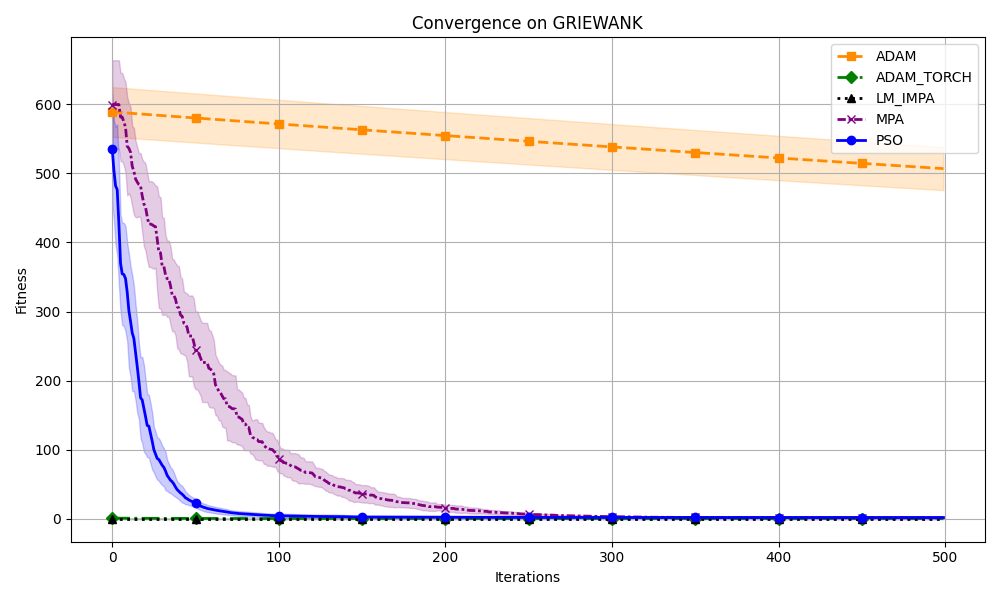 Convergence on GRIEWANK
ADAM
ADAM_TORCH
LM_IMPA
MPA
PSO
Fitness
600
500
400
300
200
100
0
0 100 200 300 400 500
Iterations